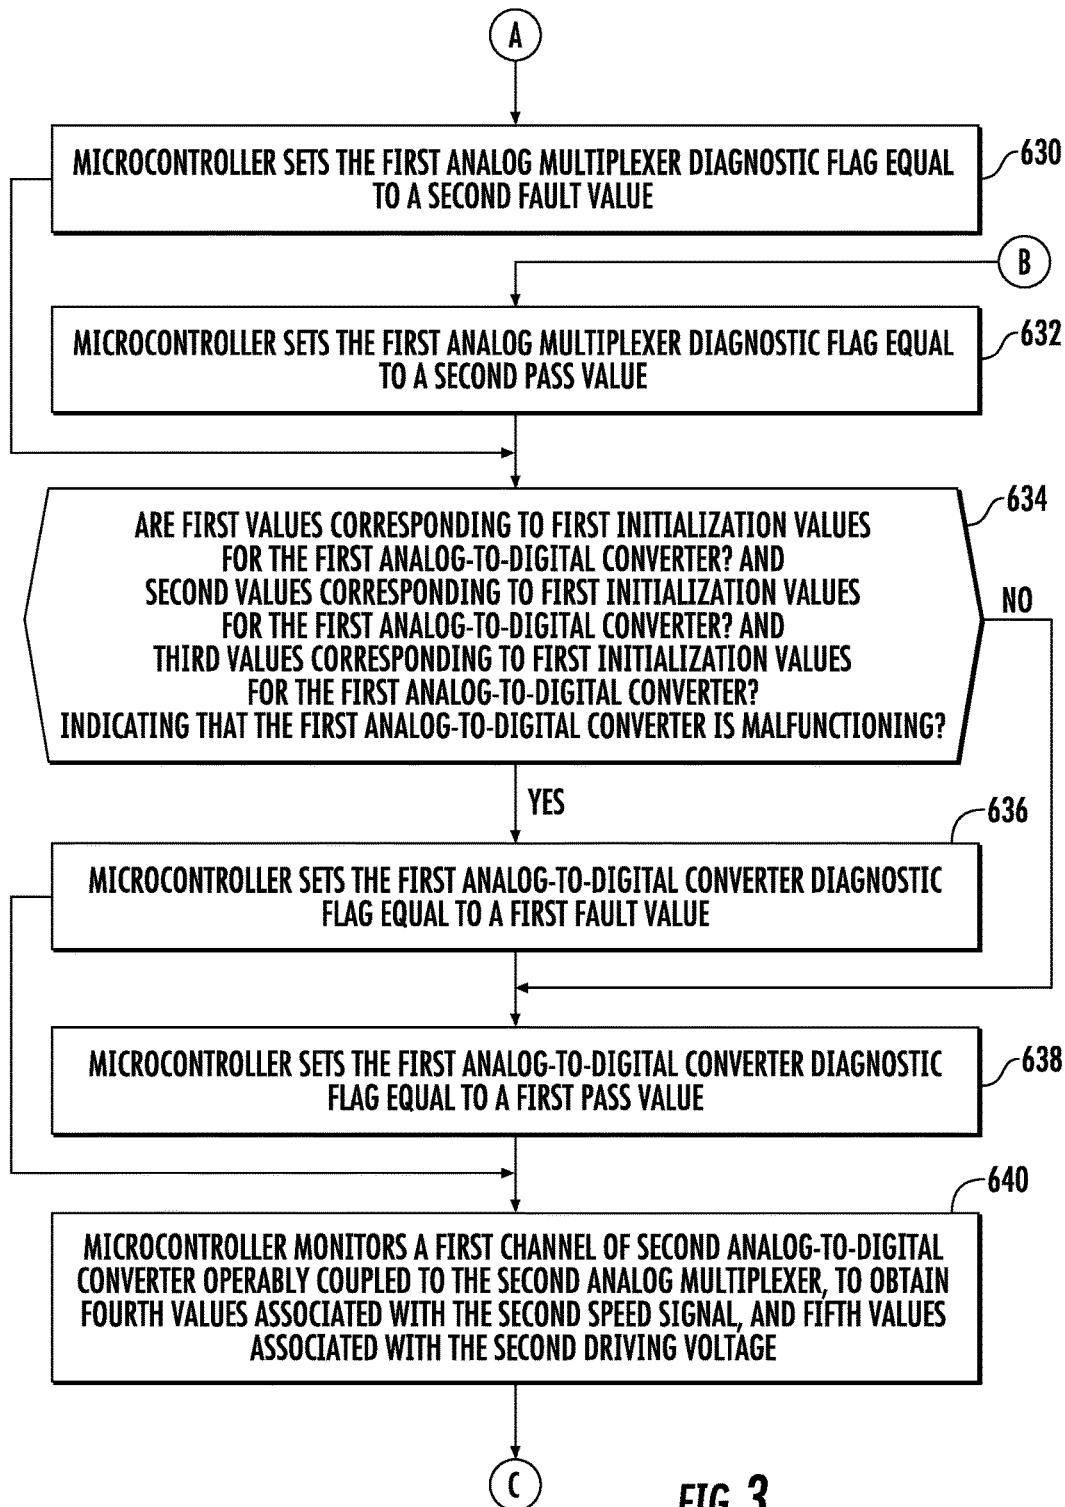 A
MICROCONTROLLER SETS THE FIRST ANALOG MULTIPLEXER DIAGNOSTIC FLAG EQUAL
TO A SECOND FAULT VALUE
630
B
MICROCONTROLLER SETS THE FIRST ANALOG MULTIPLEXER DIAGNOSTIC FLAG EQUAL
TO A SECOND PASS VALUE
632
634
ARE FIRST VALUES CORRESPONDING TO FIRST INITIALIZATION VALUES
FOR THE FIRST ANALOG-TO-DIGITAL CONVERTER? AND
SECOND VALUES CORRESPONDING TO FIRST INITIALIZATION VALUES
FOR THE FIRST ANALOG-TO-DIGITAL CONVERTER? AND
THIRD VALUES CORRESPONDING TO FIRST INITIALIZATION VALUES
FOR THE FIRST ANALOG-TO-DIGITAL CONVERTER?
INDICATING THAT THE FIRST ANALOG-TO-DIGITAL CONVERTER IS MALFUNCTIONING?
NO
YES
636
MICROCONTROLLER SETS THE FIRST ANALOG-TO-DIGITAL CONVERTER DIAGNOSTIC
FLAG EQUAL TO A FIRST FAULT VALUE
MICROCONTROLLER SETS THE FIRST ANALOG-TO-DIGITAL CONVERTER DIAGNOSTIC
FLAG EQUAL TO A FIRST PASS VALUE
638
640
MICROCONTROLLER MONITORS A FIRST CHANNEL OF SECOND ANALOG-TO-DIGITAL
CONVERTER OPERABLY COUPLED TO THE SECOND ANALOG MULTIPLEXER, TO OBTAIN
FOURTH VALUES ASSOCIATED WITH THE SECOND SPEED SIGNAL, AND FIFTH VALUES
ASSOCIATED WITH THE SECOND DRIVING VOLTAGE
C
FIG. 3